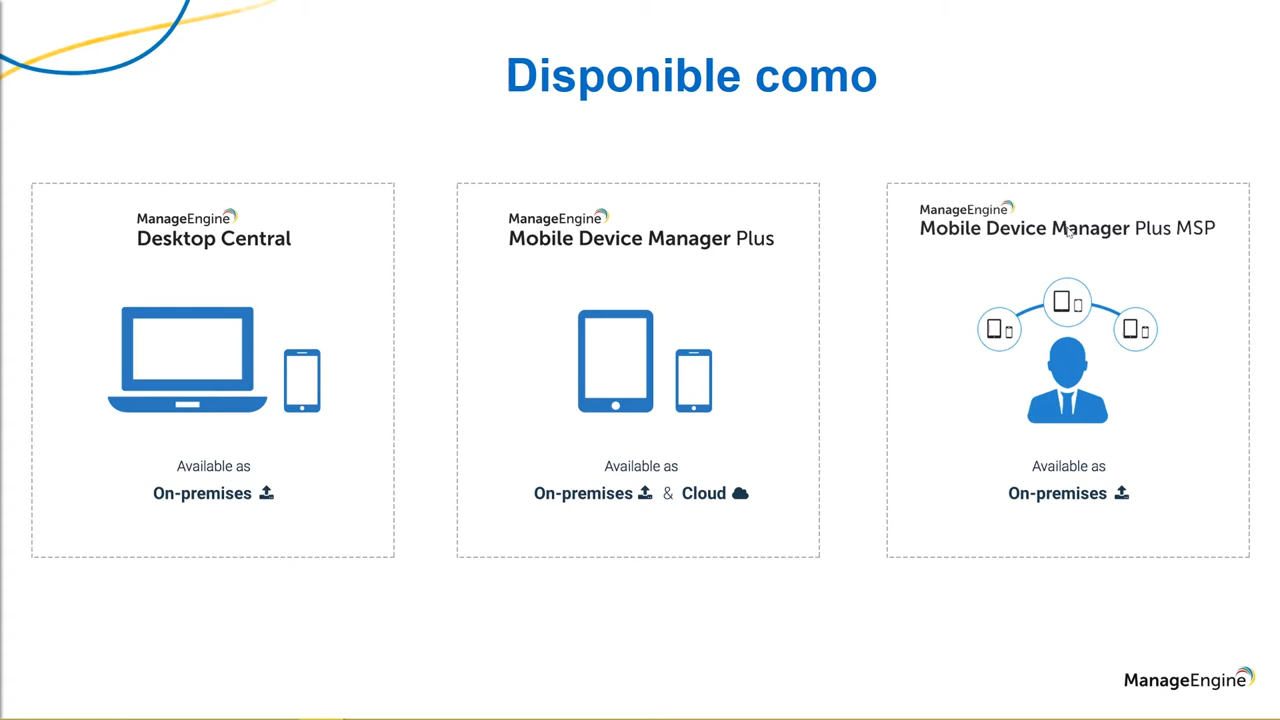 Disponible como
ManageEngine
Desktop Central
Available as
On-premises
ManageEngine
Mobile Device Manager Plus
Available as
On-premises & Cloud
ManageEngine
Mobile Device Manager Plus MSP
Available as
On-premises
ManageEngine